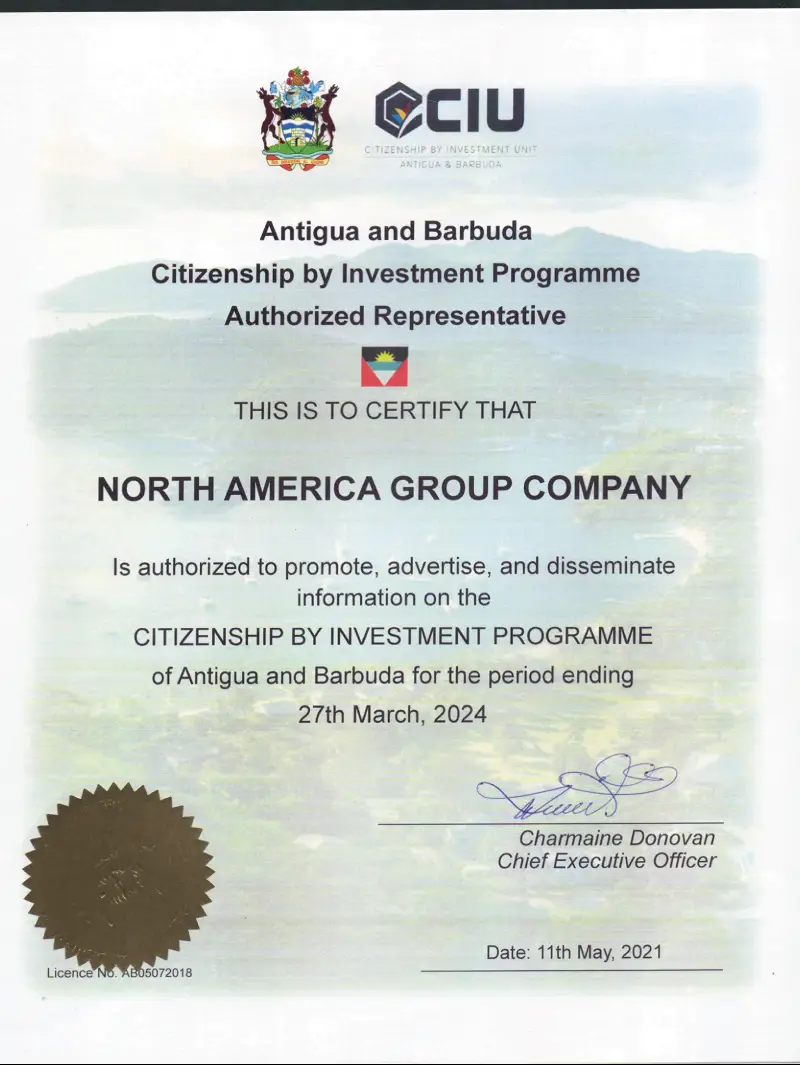 CIU
CITIZENSHIP BY INVESTMENT UNIT
ANTIGUA & BARBUDA
Antigua and Barbuda
Citizenship by Investment Programme
Authorized Representative
THIS IS TO CERTIFY THAT
NORTH AMERICA GROUP COMPANY
Is authorized to promote, advertise, and disseminate
information on the
CITIZENSHIP BY INVESTMENT PROGRAMME
of Antigua and Barbuda for the period ending
27th March, 2024
Charmaine Donovan
Chief Executive Officer
Date: 11th May, 2021
Licence No. AB05072018